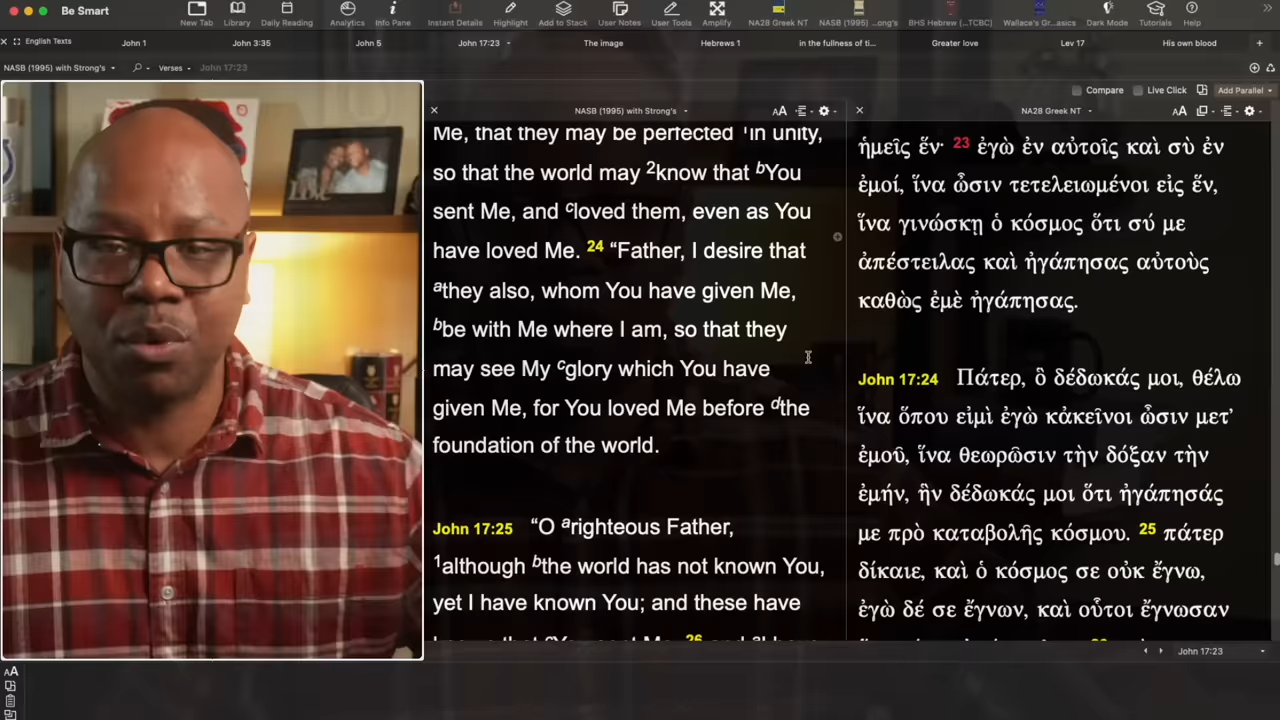 Be Smart
New Tab
Library
Daily Reading
Analytics
Info Pane
Instant Details
Highlight
Add to Stack
User Notes
User Tools
Amplify
NA28 Greek NT
NASB (1995) ...ong's
BHS Hebrew (...TCBC)
Wallace's Gr...asics
Dark Mode
Tutorials
Help
English Texts
John 1
John 3:35
John 5
John 17:23
The image
Hebrews 1
in the fullness of ti...
Greater love
Lev 17
His own blood
NASB (1995) with Strong's
Verses
John 17:23
Compare
Live Click
Add Parallel
NASB (1995) with Strong's
Me, that they may be perfected 1in unity,
so that the world may 2know that bYou
sent Me, and cloved them, even as You
have loved Me. 24 “Father, I desire that
athey also, whom You have given Me,
bbe with Me where I am, so that they
may see My cglory which You have
given Me, for You loved Me before dthe
foundation of the world.
John 17:25 “O arighteous Father,
1although bthe world has not known You,
yet I have known You; and these have
NA28 Greek NT
ἡμεῖς ἕν· 23 ἐγὼ ἐν αὐτοῖς καὶ σὺ ἐν
ἐμοί, ἵνα ὦσιν τετελειωμένοι εἰς ἕν,
ἵνα γινώσκῃ ὁ κόσμος ὅτι σύ με
ἀπέστειλας καὶ ἠγάπησας αὐτοὺς
καθὼς ἐμὲ ἠγάπησας.
John 17:24 Πάτερ, ὃ δέδωκάς μοι, θέλω
ἵνα ὅπου εἰμὶ ἐγὼ κἀκεῖνοι ὦσιν μετ’
ἐμοῦ, ἵνα θεωρῶσιν τὴν δόξαν τὴν
ἐμήν, ἣν δέδωκάς μοι ὅτι ἠγάπησάς
με πρὸ καταβολῆς κόσμου. 25 πάτερ
δίκαιε, καὶ ὁ κόσμος σε οὐκ ἔγνω,
ἐγὼ δέ σε ἔγνων, καὶ οὗτοι ἔγνωσαν
John 17:23